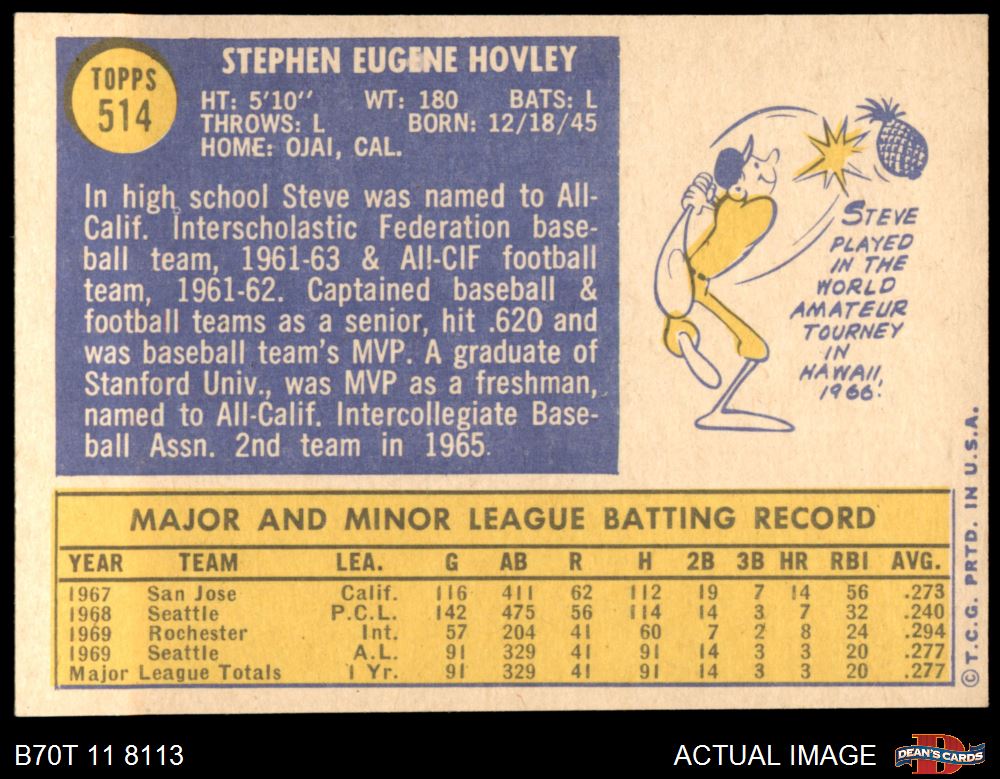 TOPPS
514
STEPHEN EUGENE HOVLEY
HT: 5'10" WT: 180 BATS: L
THROWS: L BORN: 12/18/45
HOME: OJAI, CAL.
In high school Steve was named to All-
Calif. Interscholastic Federation base-
ball team, 1961-63 & All-CIF football
team, 1961-62. Captained baseball &
football teams as a senior, hit .620 and
was baseball team's MVP. A graduate of
Stanford Univ., was MVP as a freshman,
named to All-Calif. Intercollegiate Base-
ball Assn. 2nd team in 1965.
STEVE
PLAYED
IN THE
WORLD
AMATEUR
TOURNEY
IN
HAWAII,
1966.
MAJOR AND MINOR LEAGUE BATTING RECORD
YEAR TEAM LEA. G AB R H 2B 3B HR RBI AVG.
1967 San Jose Calif. 116 411 62 112 19 7 14 56 .273
1968 Seattle P.C.L. 142 475 56 114 14 3 7 32 .240
1969 Rochester Int. 57 204 41 60 7 2 8 24 .294
1969 Seattle A.L. 91 329 41 91 14 3 3 20 .277
Major League Totals 1 Yr. 91 329 41 91 14 3 3 20 .277
© T.C.G. PRTD. IN U.S.A.
B70T 11 8113
ACTUAL IMAGE
D
DEAN'S CARDS